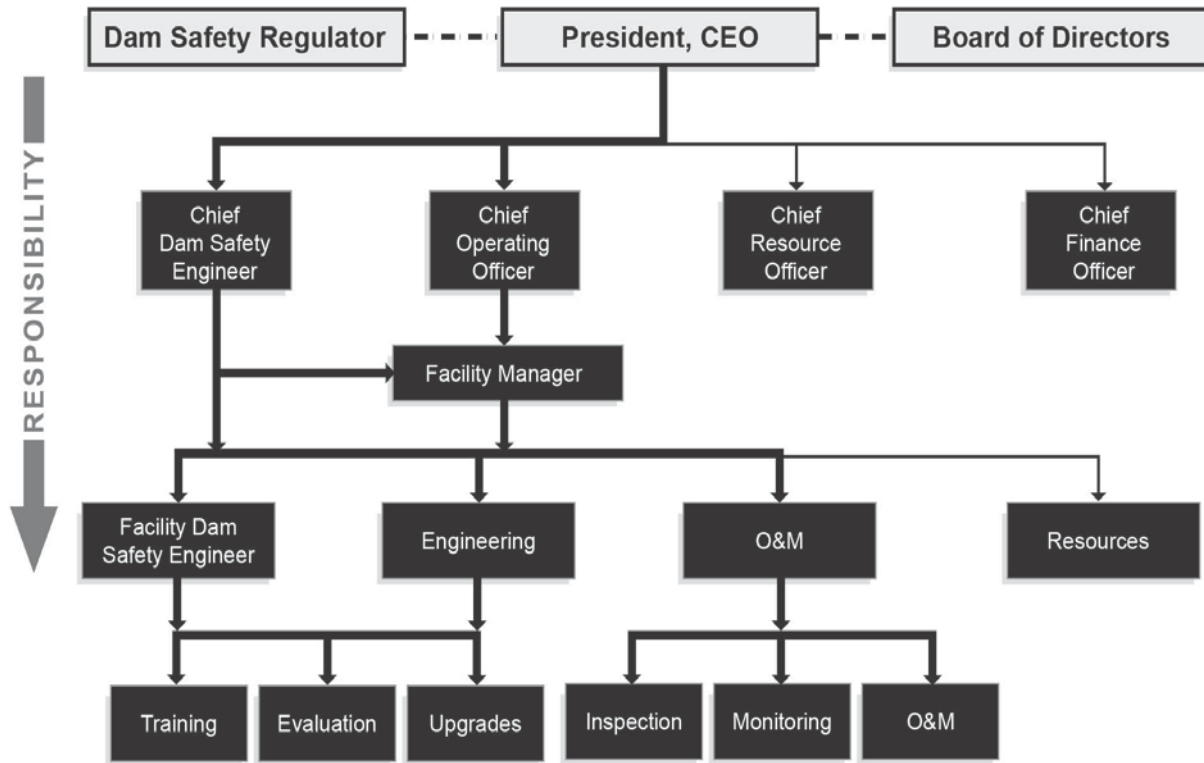 Dam Safety Regulator
President, CEO
Board of Directors
RESPONSIBILITY
Chief
Dam Safety
Engineer
Chief
Operating
Officer
Chief
Resource
Officer
Chief
Finance
Officer
Facility Manager
Facility Dam
Safety Engineer
Engineering
O&M
Resources
Training
Evaluation
Upgrades
Inspection
Monitoring
O&M